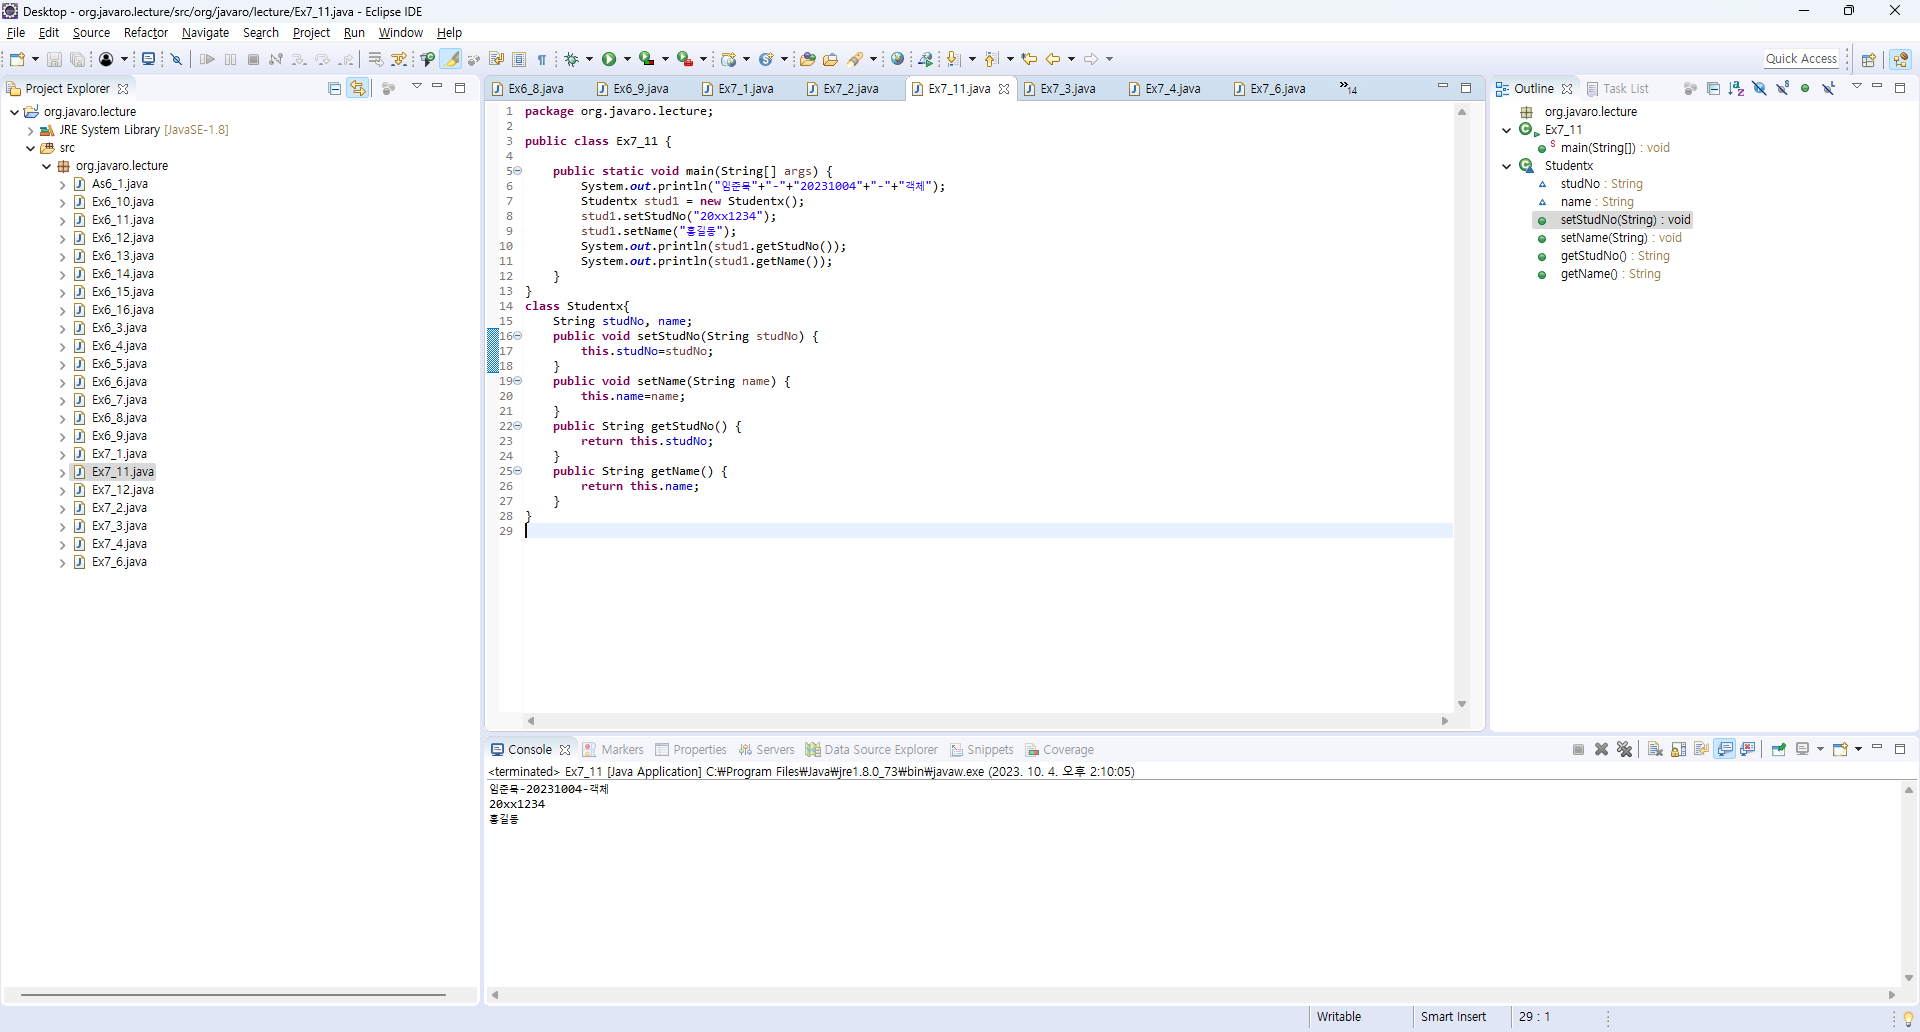 Desktop - org.javaro.lecture/src/org/javaro/lecture/Ex7_11.java - Eclipse IDE
File Edit Source Refactor Navigate Search Project Run Window Help
Quick Access
Project Explorer
org.javaro.lecture
JRE System Library [JavaSE-1.8]
src
org.javaro.lecture
As6_1.java
Ex6_10.java
Ex6_11.java
Ex6_12.java
Ex6_13.java
Ex6_14.java
Ex6_15.java
Ex6_16.java
Ex6_3.java
Ex6_4.java
Ex6_5.java
Ex6_6.java
Ex6_7.java
Ex6_8.java
Ex6_9.java
Ex7_1.java
Ex7_11.java
Ex7_12.java
Ex7_2.java
Ex7_3.java
Ex7_4.java
Ex7_6.java
Ex6_8.java Ex6_9.java Ex7_1.java Ex7_2.java Ex7_11.java Ex7_3.java Ex7_4.java Ex7_6.java »14
1 package org.javaro.lecture;
2
3 public class Ex7_11 {
4
5 public static void main(String[] args) {
6 System.out.println("임준묵"+"-"+"20231004"+"-"+"객체");
7 Studentx stud1 = new Studentx();
8 stud1.setStudNo("20xx1234");
9 stud1.setName("홍길동");
10 System.out.println(stud1.getStudNo());
11 System.out.println(stud1.getName());
12 }
13 }
14 class Studentx{
15 String studNo, name;
16 public void setStudNo(String studNo) {
17 this.studNo=studNo;
18 }
19 public void setName(String name) {
20 this.name=name;
21 }
22 public String getStudNo() {
23 return this.studNo;
24 }
25 public String getName() {
26 return this.name;
27 }
28 }
29
Outline Task List
org.javaro.lecture
Ex7_11
main(String[]) : void
Studentx
studNo : String
name : String
setStudNo(String) : void
setName(String) : void
getStudNo() : String
getName() : String
Console Markers Properties Servers Data Source Explorer Snippets Coverage
<terminated> Ex7_11 [Java Application] C:₩Program Files₩Java₩jre1.8.0_73₩bin₩javaw.exe (2023. 10. 4. 오후 2:10:05)
임준묵-20231004-객체
20xx1234
홍길동
Writable Smart Insert 29 : 1